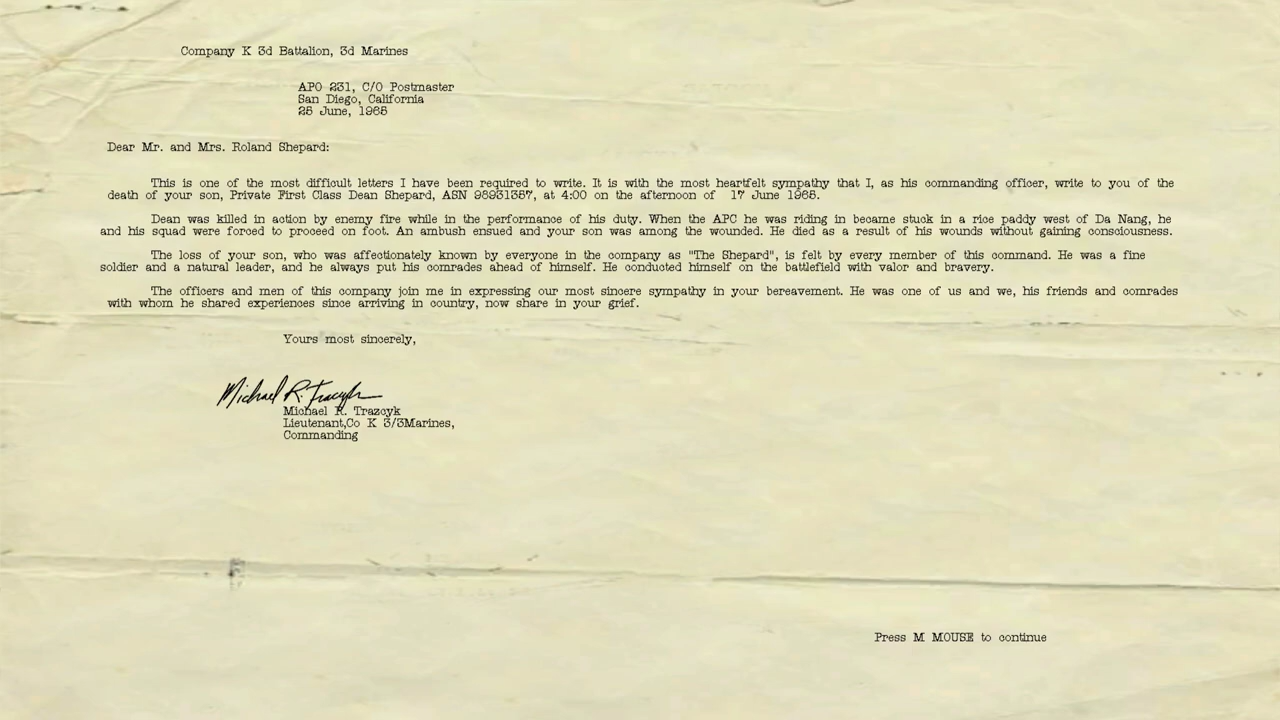 Company K 3d Battalion, 3d Marines
APO 231, C/O Postmaster
San Diego, California
25 June, 1965
Dear Mr. and Mrs. Roland Shepard:
This is one of the most difficult letters I have been required to write. It is with the most heartfelt sympathy that I, as his commanding officer, write to you of the
death of your son, Private First Class Dean Shepard, ASN 98931357, at 4:00 on the afternoon of 17 June 1965.
Dean was killed in action by enemy fire while in the performance of his duty. When the APC he was riding in became stuck in a rice paddy west of Da Nang, he
and his squad were forced to proceed on foot. An ambush ensued and your son was among the wounded. He died as a result of his wounds without gaining consciousness.
The loss of your son, who was affectionately known by everyone in the company as "The Shepard", is felt by every member of this command. He was a fine
soldier and a natural leader, and he always put his comrades ahead of himself. He conducted himself on the battlefield with valor and bravery.
The officers and men of this company join me in expressing our most sincere sympathy in your bereavement. He was one of us and we, his friends and comrades
with whom he shared experiences since arriving in country, now share in your grief.
Yours most sincerely,
Michael R. Trazcyk
Michael R. Trazcyk
Lieutenant,Co K 3/3Marines,
Commanding
Press M MOUSE to continue